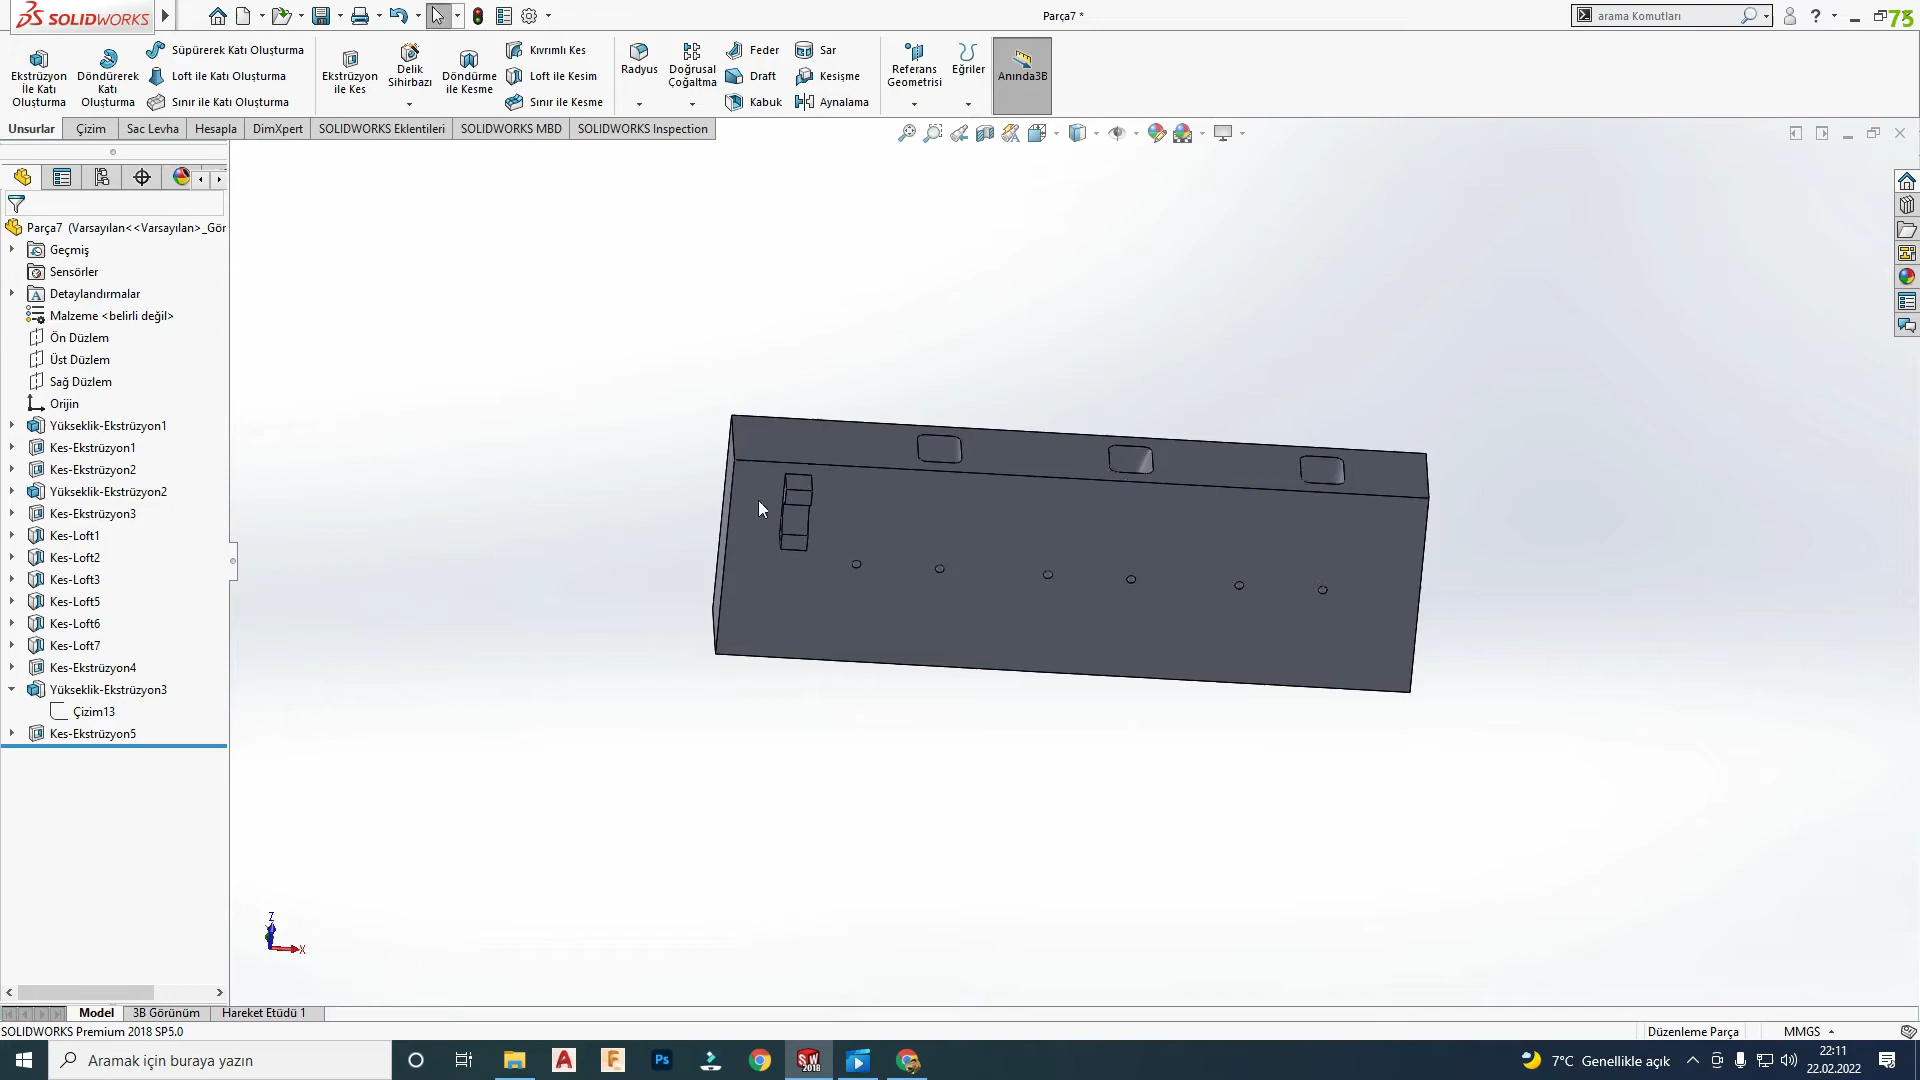 SOLIDWORKS
Parça7 *
arama Komutları
73
Ekstrüzyon
İle Katı
Oluşturma
Döndürerek
Katı
Oluşturma
Süpürerek Katı Oluşturma
Loft ile Katı Oluşturma
Sınır ile Katı Oluşturma
Ekstrüzyon
ile Kes
Delik
Sihirbazı
Döndürme
ile Kesme
Kıvrımlı Kes
Loft ile Kesim
Sınır ile Kesme
Radyus
Doğrusal
Çoğaltma
Feder
Draft
Kabuk
Sar
Kesişme
Aynalama
Referans
Geometrisi
Eğriler
Anında3B
Unsurlar
Çizim
Sac Levha
Hesapla
DimXpert
SOLIDWORKS Eklentileri
SOLIDWORKS MBD
SOLIDWORKS Inspection
Parça7 (Varsayılan<<Varsayılan>_Gör
Geçmiş
Sensörler
Detaylandırmalar
Malzeme <belirli değil>
Ön Düzlem
Üst Düzlem
Sağ Düzlem
Orijin
Yükseklik-Ekstrüzyon1
Kes-Ekstrüzyon1
Kes-Ekstrüzyon2
Yükseklik-Ekstrüzyon2
Kes-Ekstrüzyon3
Kes-Loft1
Kes-Loft2
Kes-Loft3
Kes-Loft5
Kes-Loft6
Kes-Loft7
Kes-Ekstrüzyon4
Yükseklik-Ekstrüzyon3
Çizim13
Kes-Ekstrüzyon5
Z
X
Model
3B Görünüm
Hareket Etüdü 1
SOLIDWORKS Premium 2018 SP5.0
Düzenleme Parça
MMGS
Aramak için buraya yazın
7°C Genellikle açık
22:11
22.02.2022